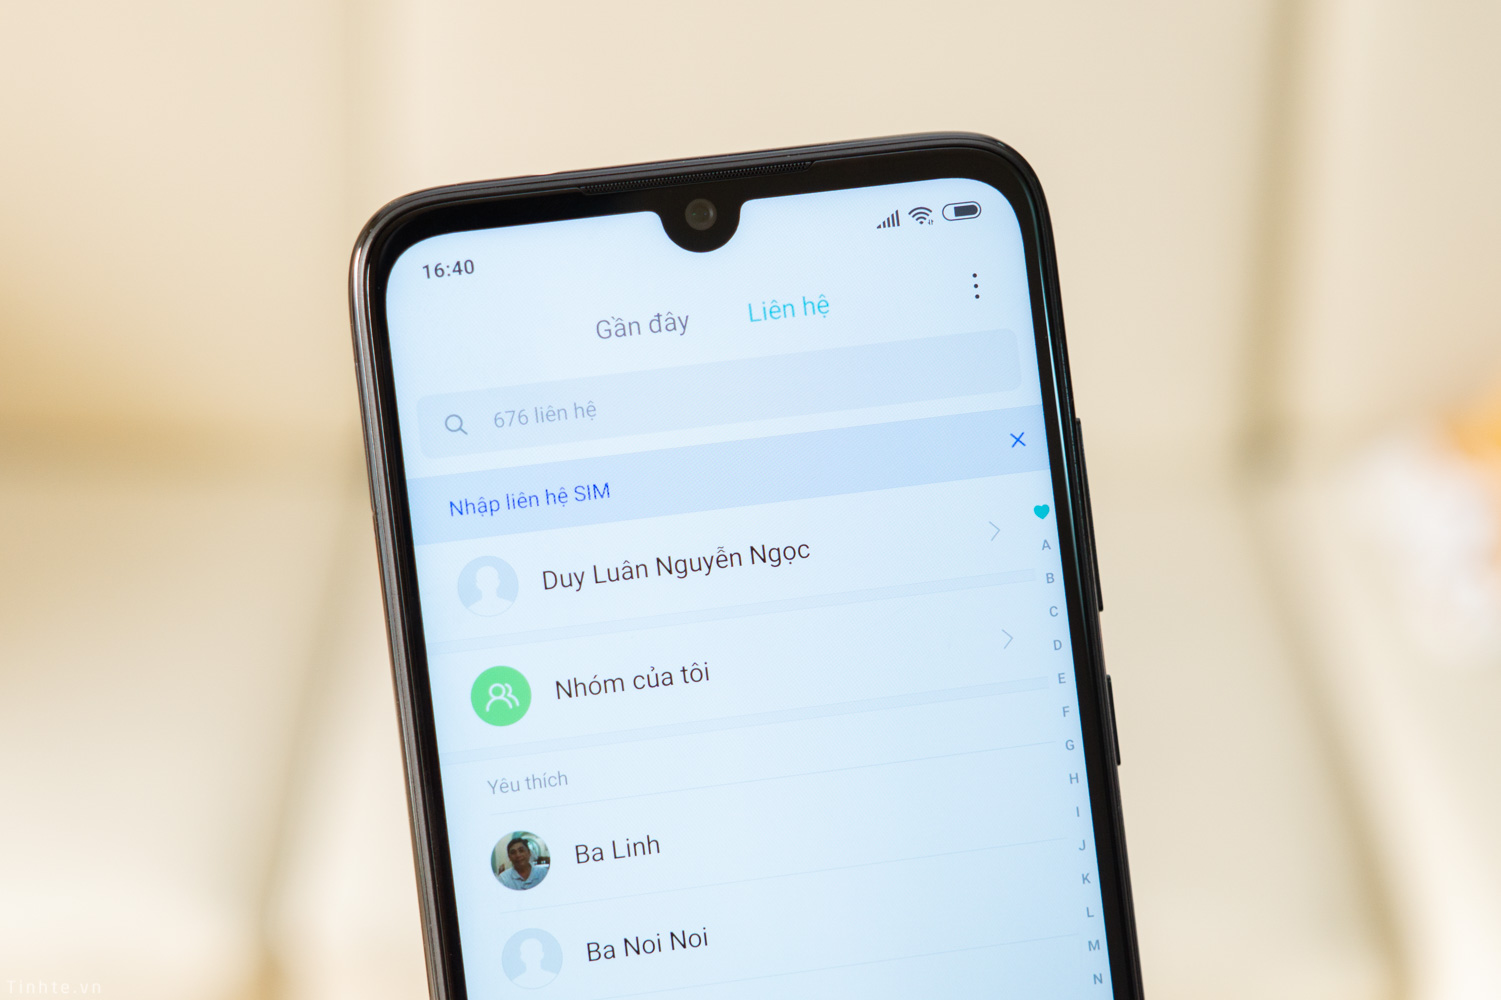 16:40
Gần đây
Liên hệ
676 liên hệ
Nhập liên hệ SIM
Duy Luân Nguyễn Ngọc
Nhóm của tôi
Yêu thích
Ba Linh
Ba Noi Noi
A
B
C
D
E
F
G
H
I
J
K
L
M
N
Tinhte.vn